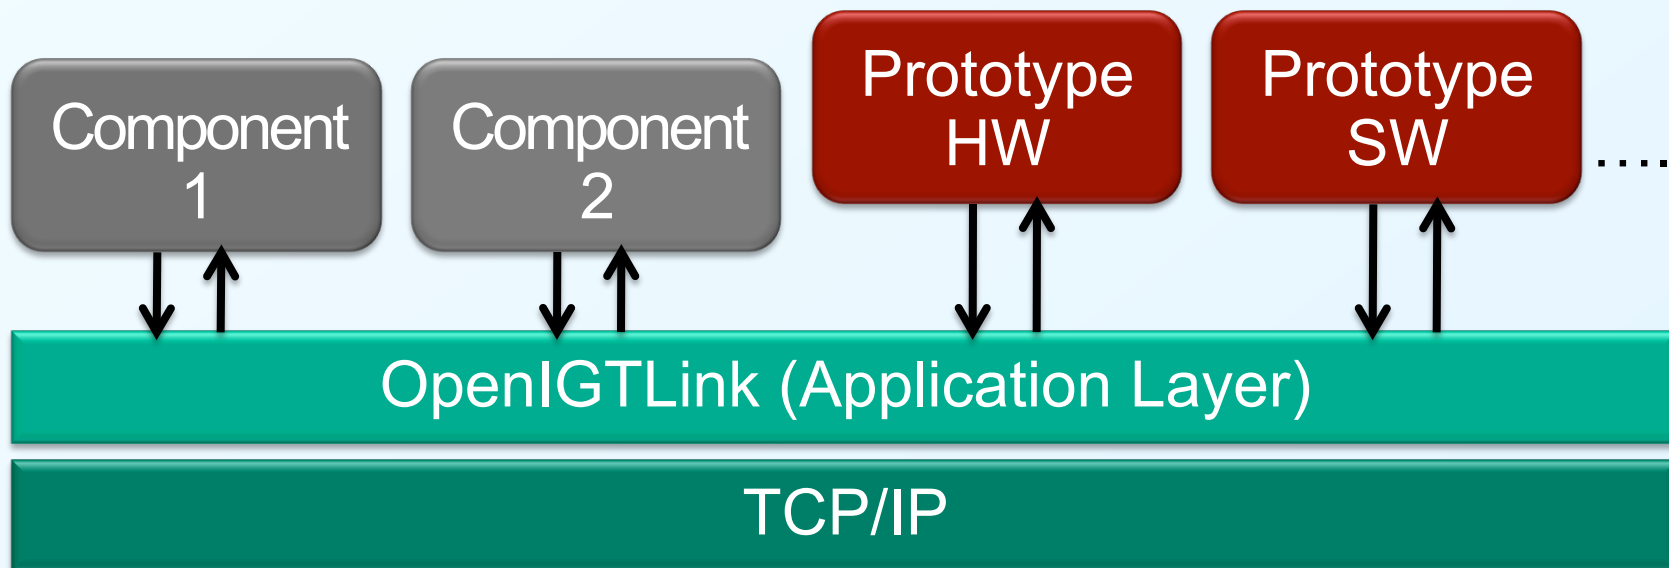 Component
1
Component
2
Prototype
HW
Prototype
SW
.....
OpenIGTLink (Application Layer)
TCP/IP